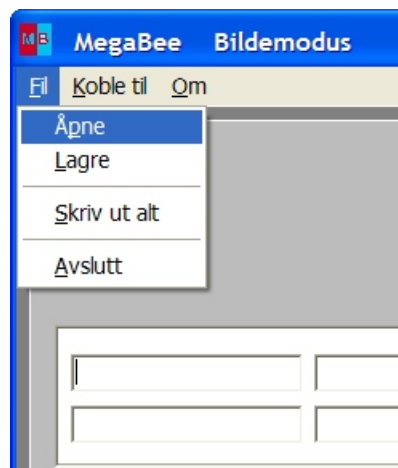 MB MegaBee Bildemodus
Fil Koble til Om
Åpne
Lagre
Skriv ut alt
Avslutt